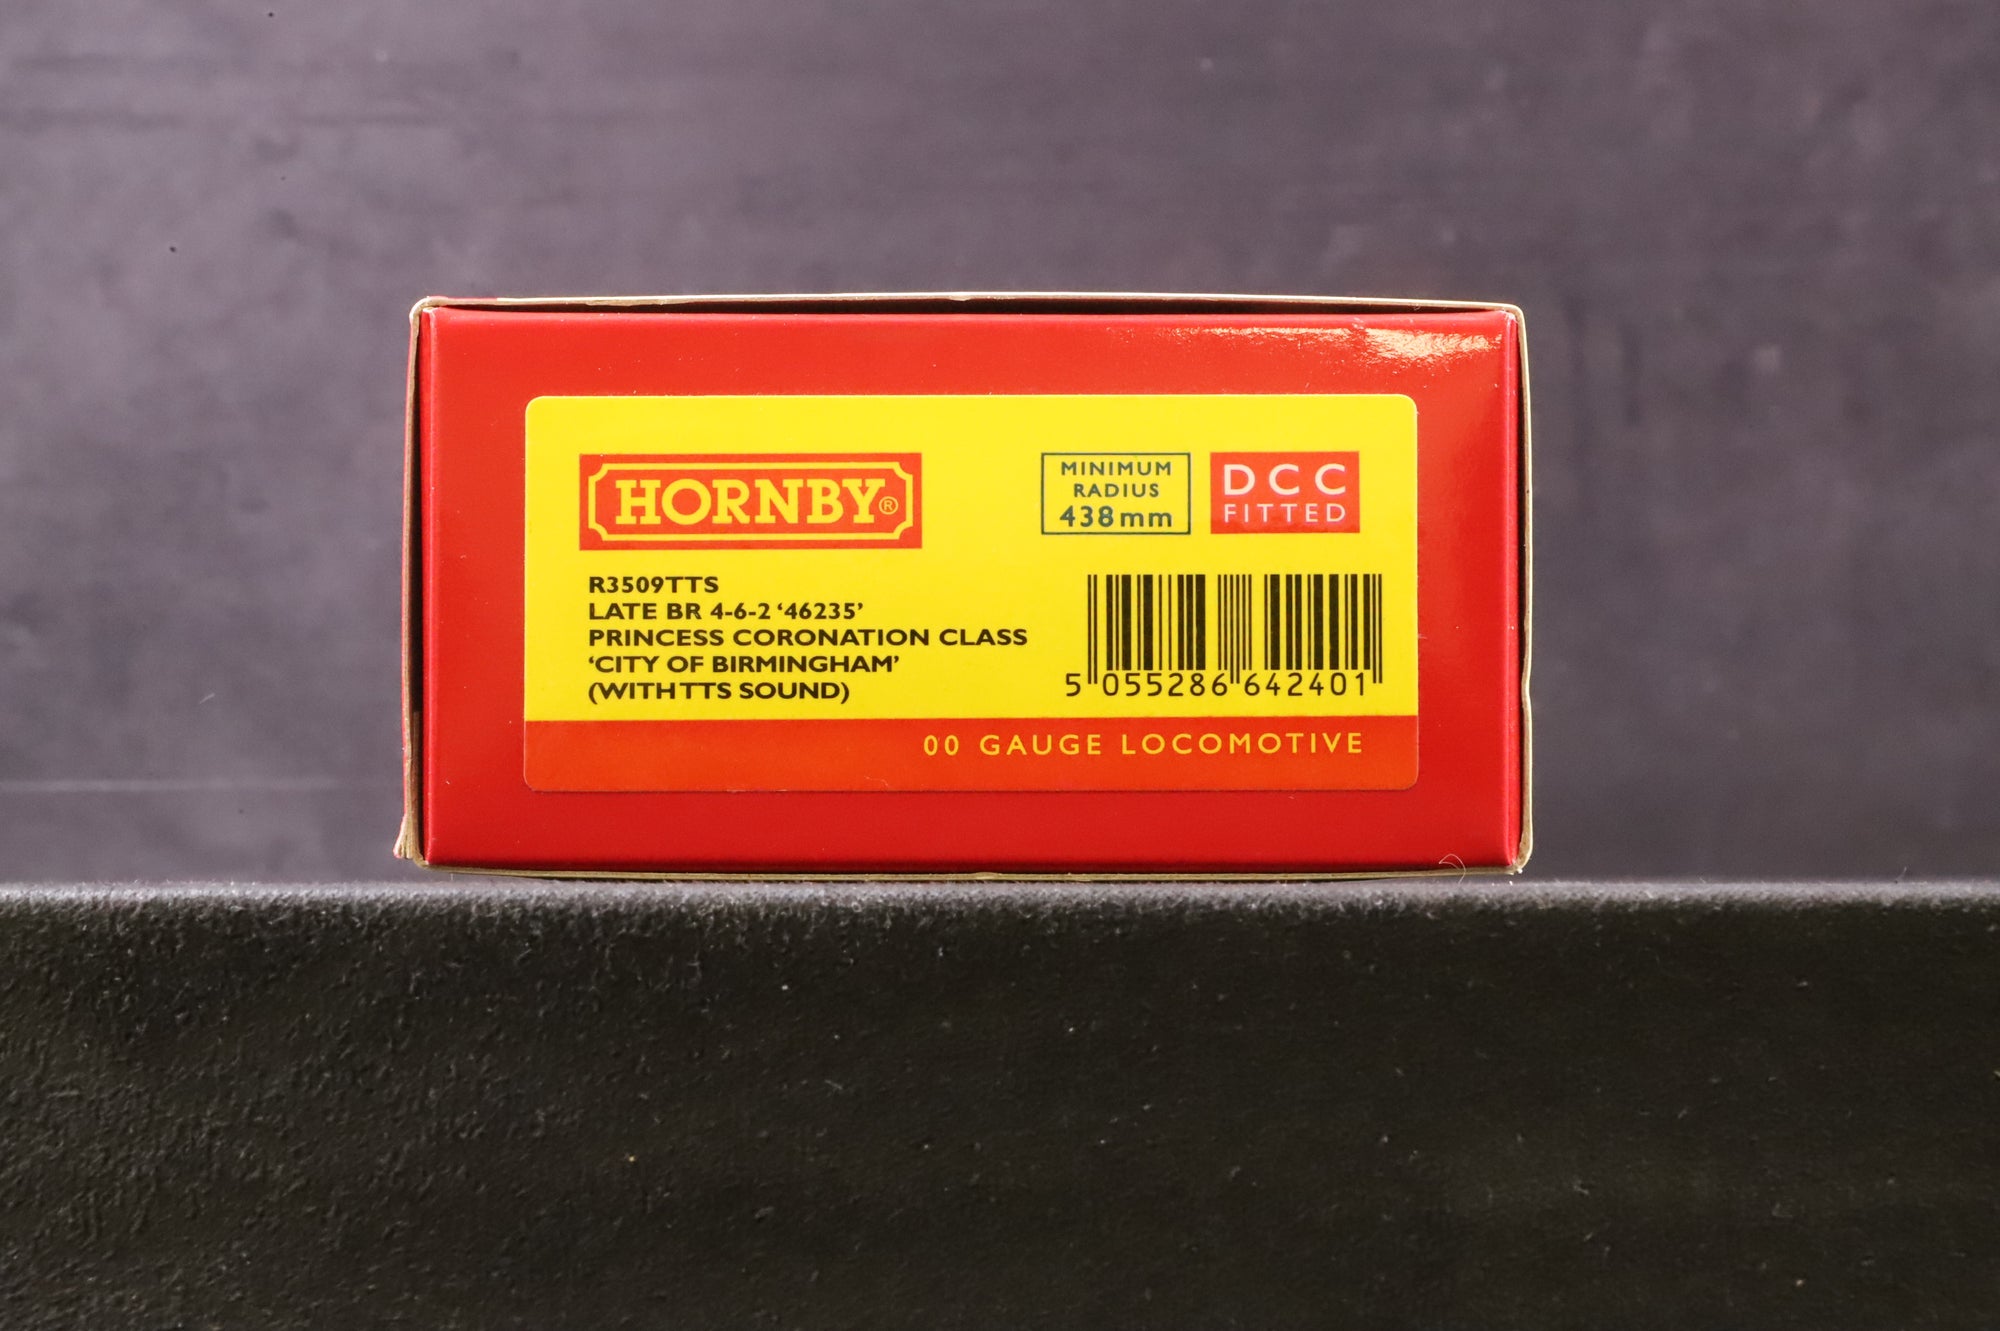 HORNBY®
MINIMUM
RADIUS
438mm
DCC
FITTED
R3509TTS
LATE BR 4-6-2 ‘46235’
PRINCESS CORONATION CLASS
‘CITY OF BIRMINGHAM’
(WITH TTS SOUND)
5 055286 642401
00 GAUGE LOCOMOTIVE